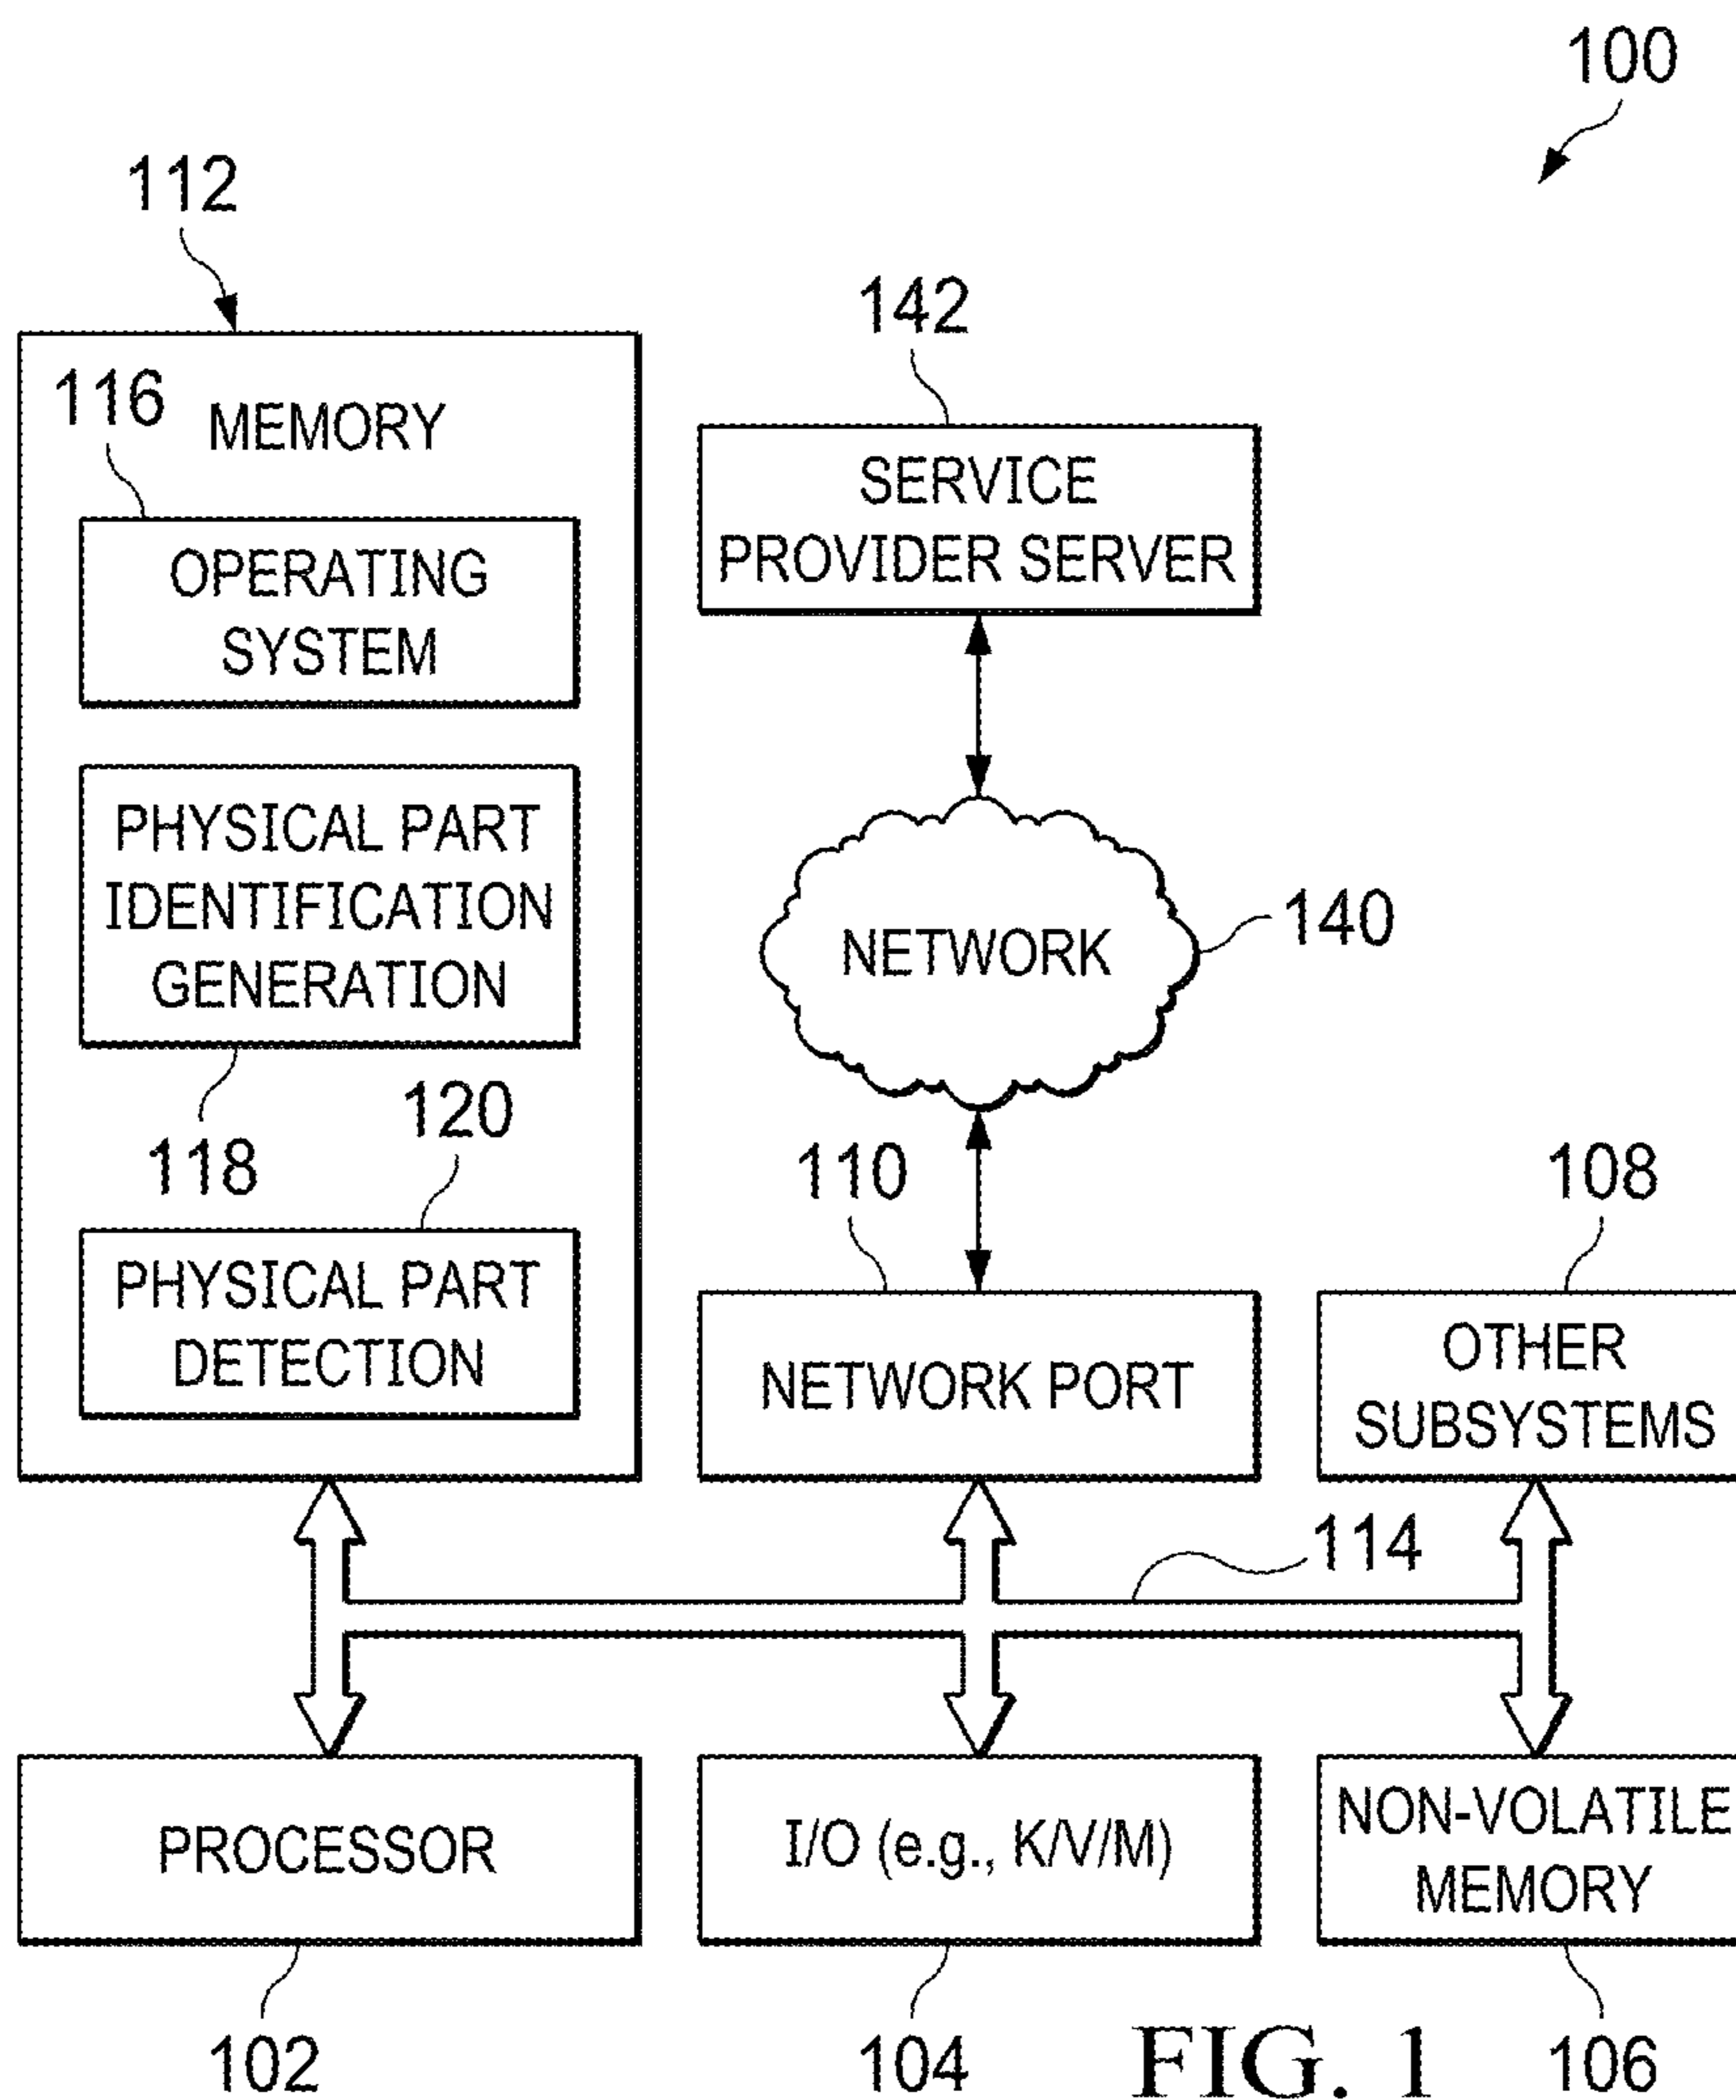 100
112
142
116
MEMORY
SERVICE
PROVIDER SERVER
OPERATING
SYSTEM
PHYSICAL PART
IDENTIFICATION
GENERATION
NETWORK
140
118
120
110
108
PHYSICAL PART
DETECTION
NETWORK PORT
OTHER
SUBSYSTEMS
114
PROCESSOR
I/O (e.g., K/V/M)
NON-VOLATILE
MEMORY
102
104
FIG. 1
106